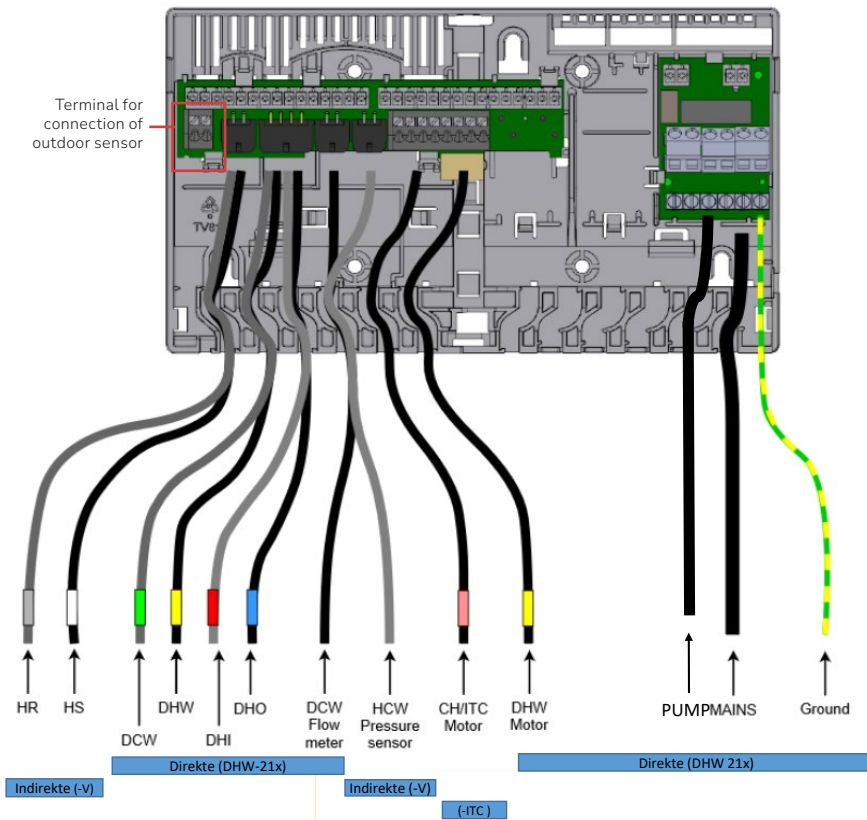 Terminal for
connection of
outdoor sensor
HR
HS
DCW
DHW
DHI
DHO
DCW
Flow
meter
HCW
Pressure
sensor
CH/ITC
Motor
DHW
Motor
PUMP
MAINS
Ground
Direkte (DHW-21x)
Direkte (DHW 21x)
Indirekte (-V)
Indirekte (-V)
(-ITC )